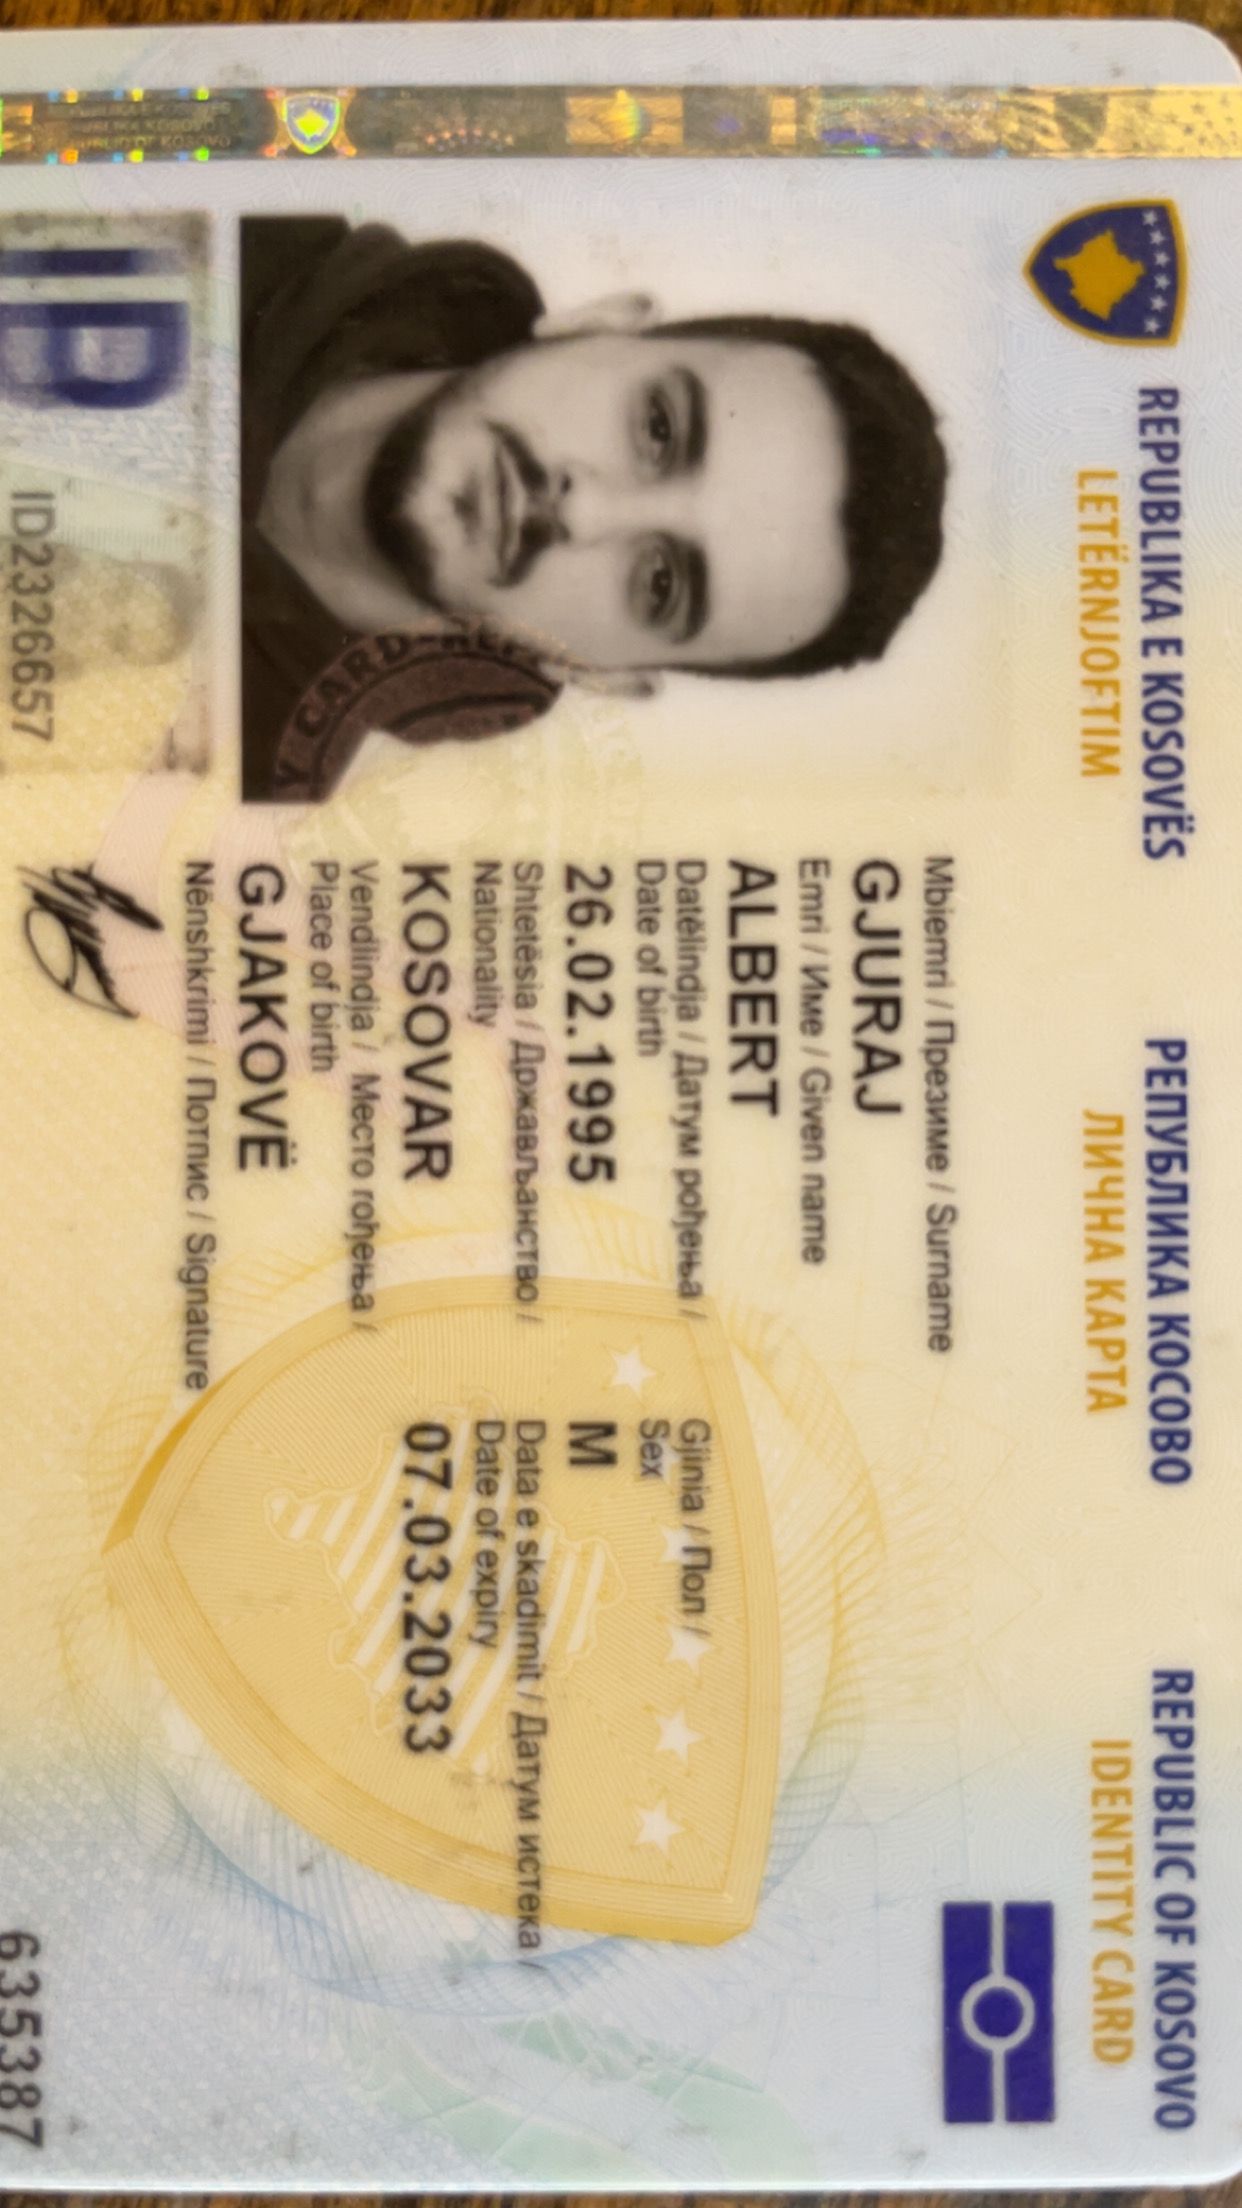 REPUBLIKA E KOSOVËS РЕПУБЛИКА КОСОВО REPUBLIC OF KOSOVO
LETËRNJOFTIM ЛИЧНА КАРТА IDENTITY CARD
Mbiemri / Презиме / Surname
GJURAJ
Emri / Име / Given name
ALBERT
Datëlindja / Датум рођења / Gjinia / Пол /
Date of birth Sex
26.02.1995 M
Shtetësia / Држављанство / Data e skadimit / Датум истека /
Nationality Date of expiry
KOSOVAR 07.03.2033
Vendlindja / Место рођења /
Place of birth
GJAKOVË
Nënshkrimi / Потпис / Signature
ID
ID2326657
635387